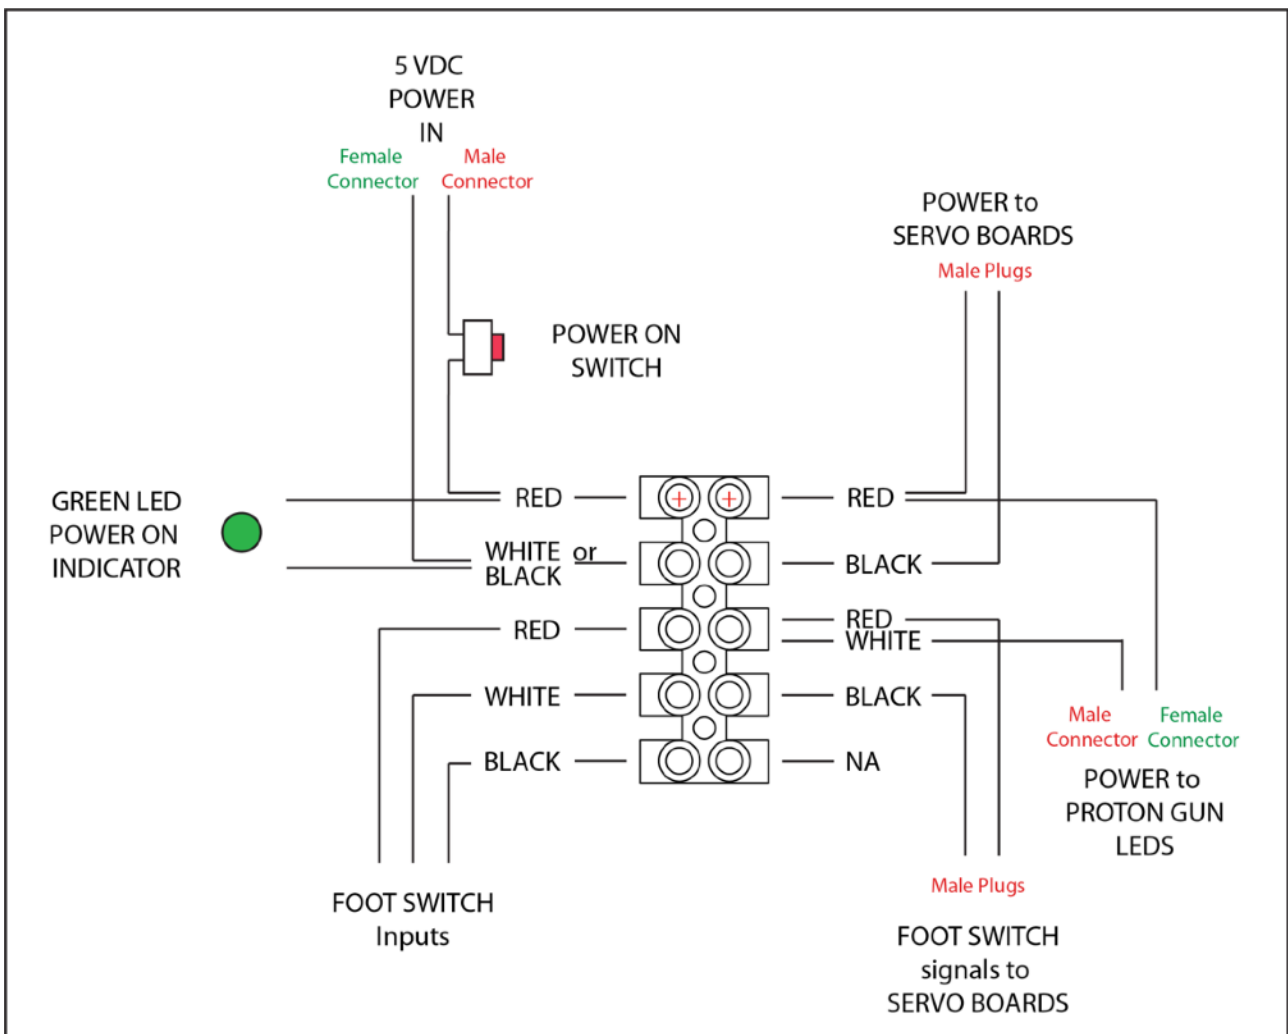 5 VDC
POWER
IN
Female
Connector
Male
Connector
POWER to
SERVO BOARDS
Male Plugs
POWER ON
SWITCH
GREEN LED
POWER ON
INDICATOR
RED
WHITE or
BLACK
RED
WHITE
BLACK
+ +
RED
BLACK
RED
WHITE
BLACK
NA
Male
Connector
Female
Connector
POWER to
PROTON GUN
LEDS
FOOT SWITCH
Inputs
Male Plugs
FOOT SWITCH
signals to
SERVO BOARDS